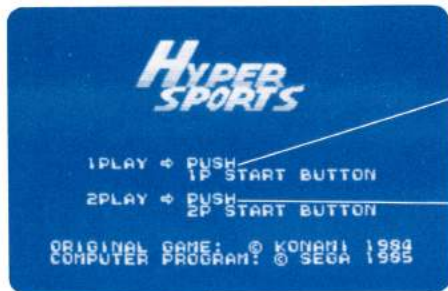 HYPER
SPORTS
1PLAY ⇨ PUSH
1P START BUTTON
2PLAY ⇨ PUSH
2P START BUTTON
ORIGINAL GAME: © KONAMI 1984
COMPUTER PROGRAM: © SEGA 1985